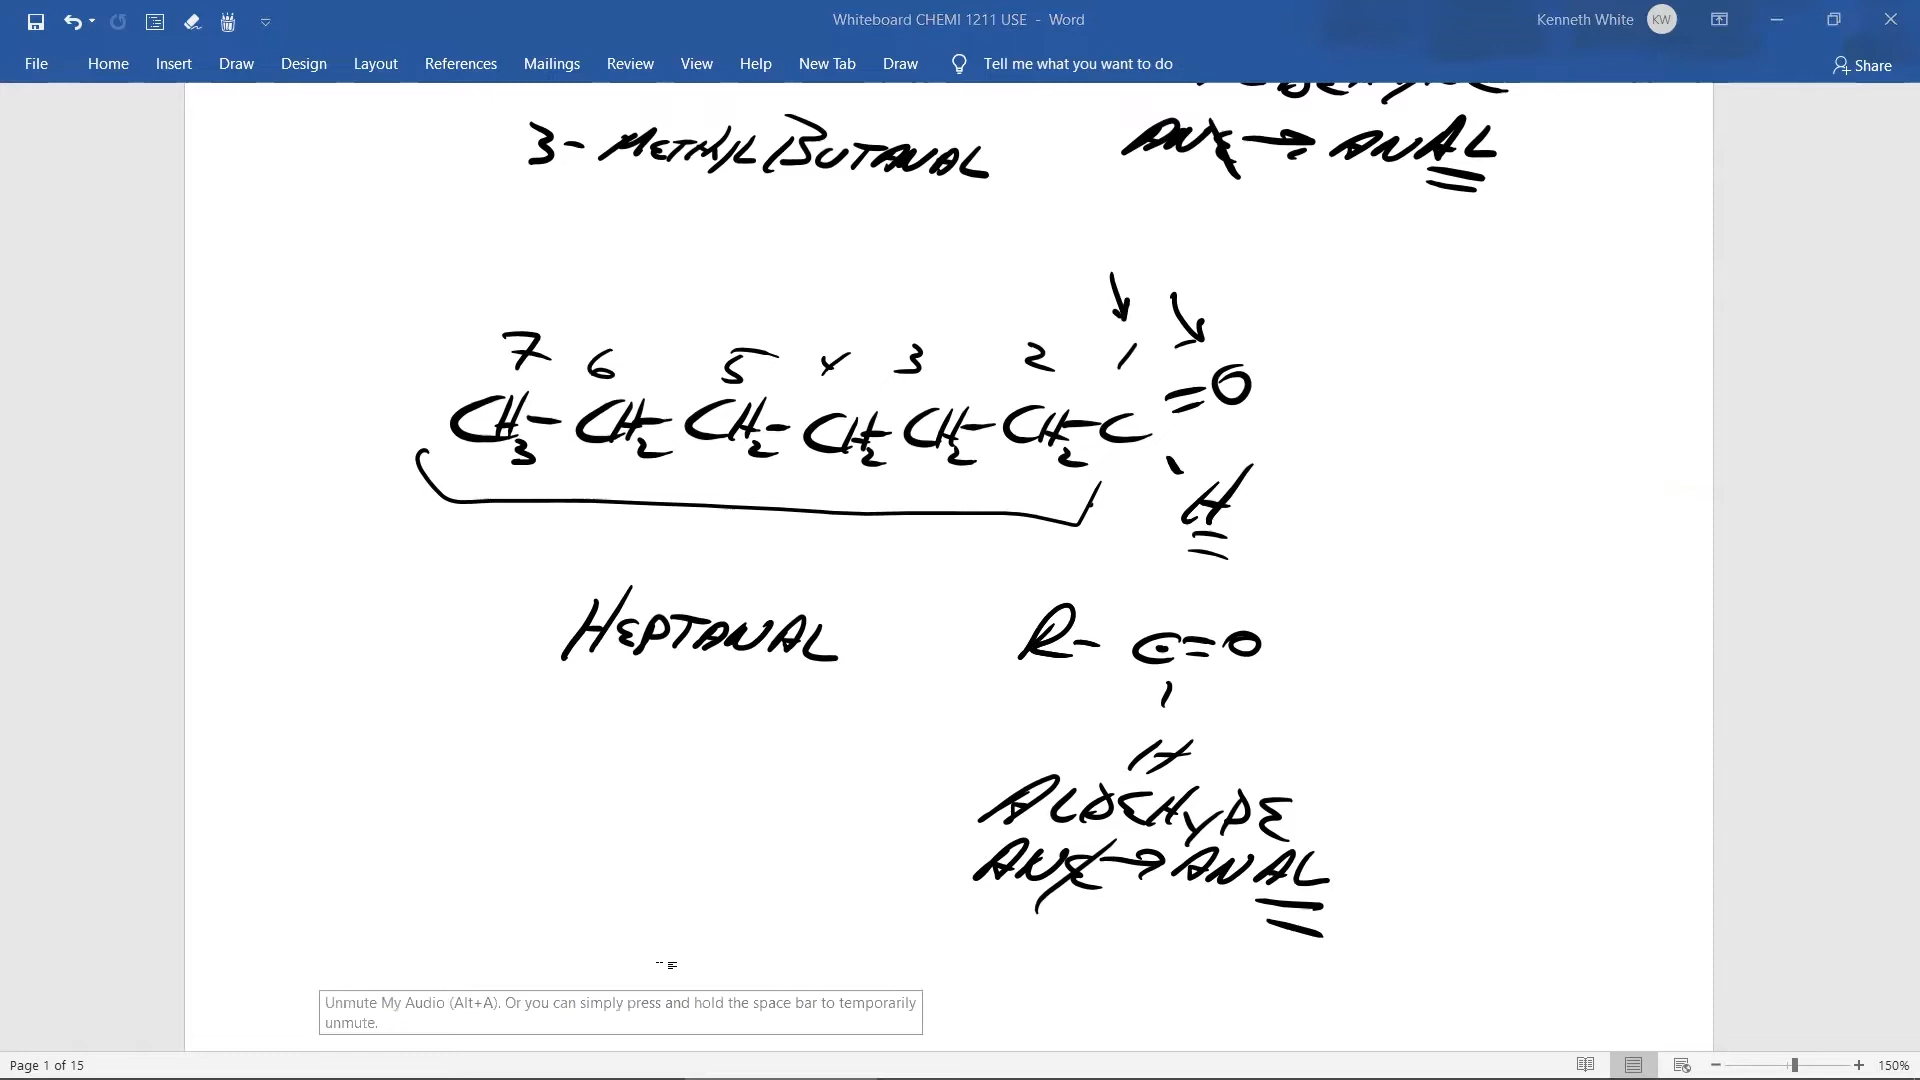 Whiteboard CHEMI 1211 USE - Word
Kenneth White KW
File Home Insert Draw Design Layout References Mailings Review View Help New Tab Draw Tell me what you want to do Share
3-METHYLBUTANAL
ANE → ANAL
7 6 5 4 3 2 1
=O
CH3-CH2-CH2-CH2-CH2-CH2-C
H
HEPTANAL
R-C=O
H
ALDEHYDE
ANE → ANAL
Unmute My Audio (Alt+A). Or you can simply press and hold the space bar to temporarily
unmute.
Page 1 of 15
150%